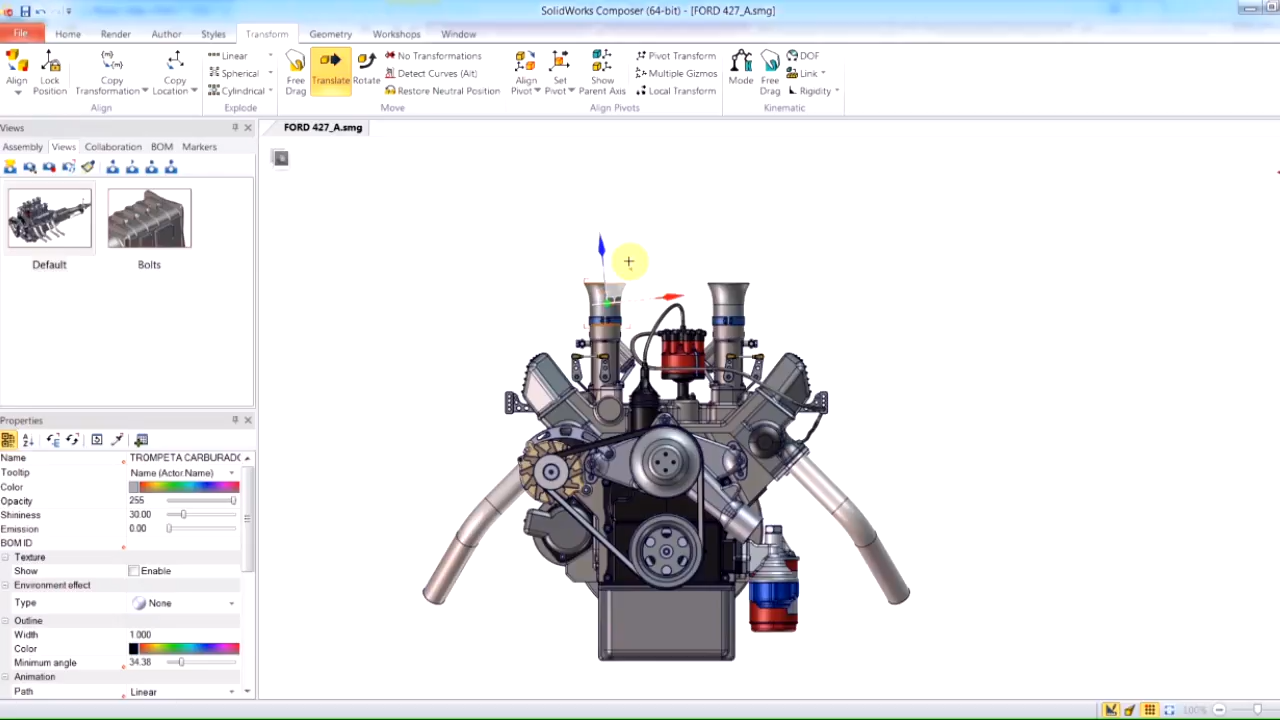 SolidWorks Composer (64-bit) - [FORD 427_A.smg]
File Home Render Author Styles Transform Geometry Workshops Window
Align
Lock Position
Copy Transformation
Copy Location
Align
Linear
Spherical
Cylindrical
Explode
Free Drag
Translate
Rotate
No Transformations
Detect Curves (Alt)
Restore Neutral Position
Move
Align Pivot
Set Pivot
Show Parent Axis
Pivot Transform
Multiple Gizmos
Local Transform
Align Pivots
Mode
Free Drag
DOF
Link
Rigidity
Kinematic
Views
FORD 427_A.smg
Assembly Views Collaboration BOM Markers
Default
Bolts
Properties
Name TROMPETA CARBURADO
Tooltip Name (Actor Name)
Color
Opacity 255
Shininess 30.00
Emission 0.00
BOM ID
Texture
Show Enable
Environment effect
Type None
Outline
Width 1.000
Color
Minimum angle 34.38
Animation
Path Linear
100%